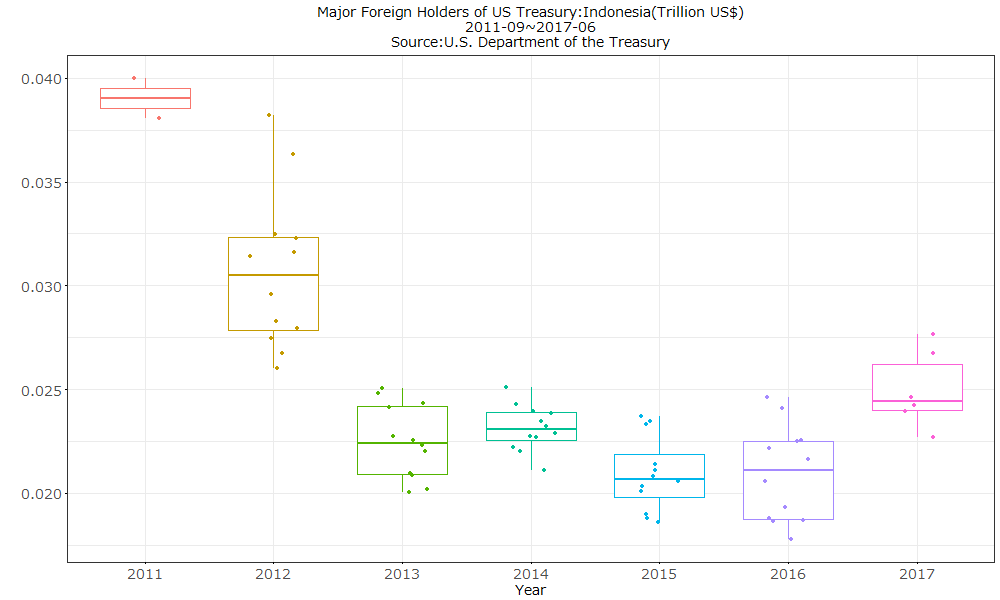 Major Foreign Holders of US Treasury:Indonesia(Trillion US$)
2011-09~2017-06
Source:U.S. Department of the Treasury
0.040
0.035
0.030
0.025
0.020
2011 2012 2013 2014 2015 2016 2017
Year